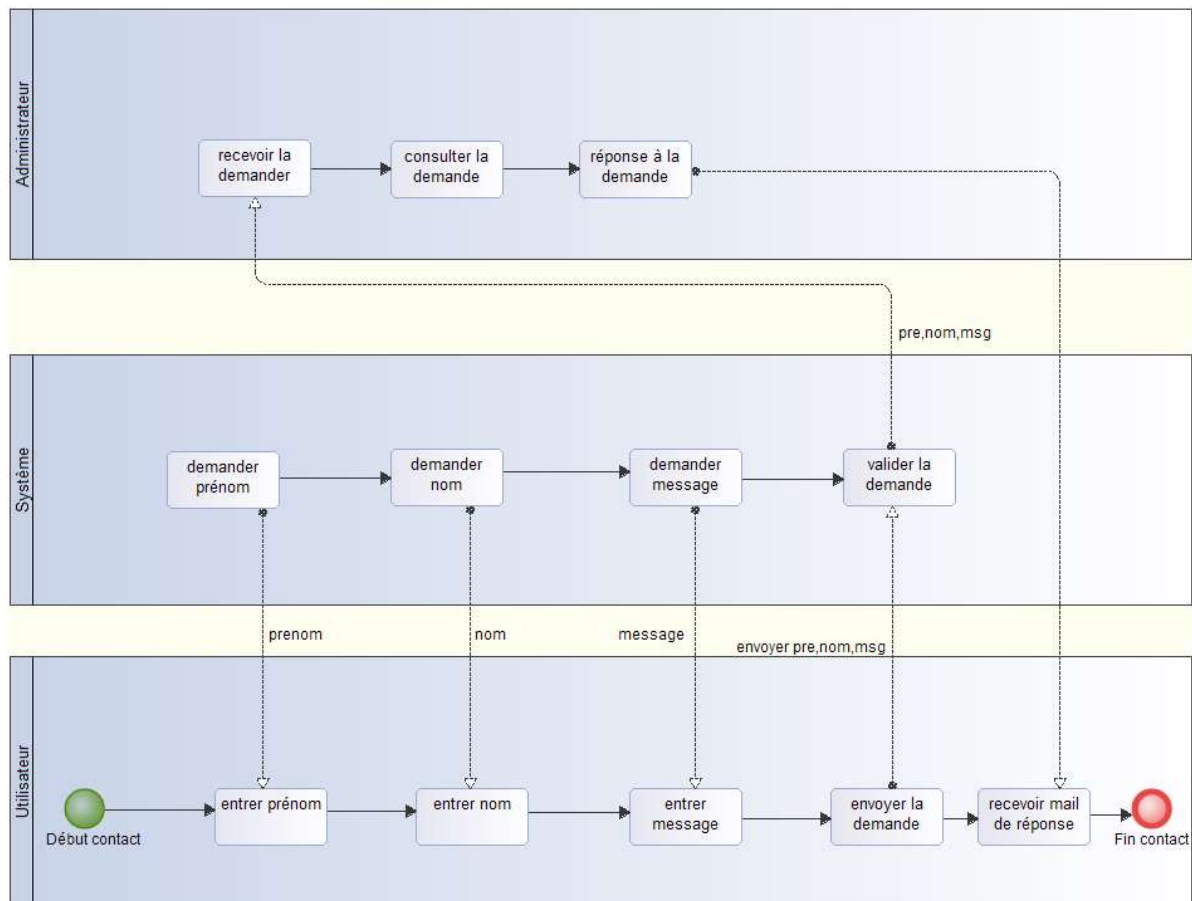 Administrateur
recevoir la
demander
consulter la
demande
réponse à la
demande
pre,nom,msg
Système
demander
prénom
demander
nom
demander
message
valider la
demande
prenom
nom
message
envoyer pre,nom,msg
Utilisateur
Début contact
entrer prénom
entrer nom
entrer
message
envoyer la
demande
recevoir mail
de réponse
Fin contact